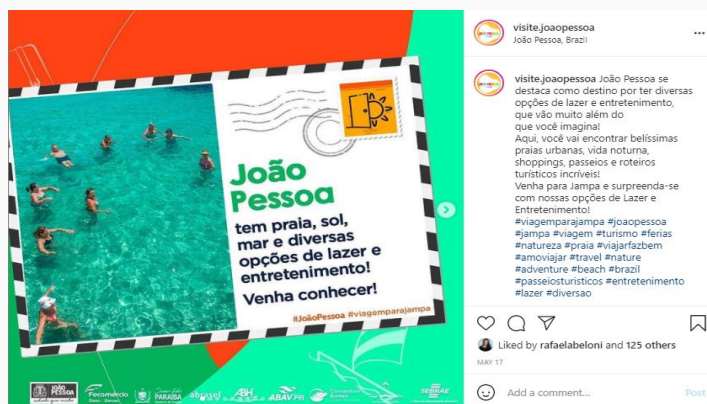 João
Pessoa
tem praia, sol,
mar e diversas
opções de lazer e
entretenimento!
Venha conhecer!
#JoãoPessoa #viagemparajampa
JOÃO
PESSOA
Fecomércio
PARAÍBA
abrasel
ABIH
ABAV PB
Convention
Bureau
SEBRAE
visite.joaopessoa
João Pessoa, Brazil
visite.joaopessoa João Pessoa se
destaca como destino por ter diversas
opções de lazer e entretenimento,
que vão muito além do
que você imagina!
Aqui, você vai encontrar belíssimas
praias urbanas, vida noturna,
shoppings, passeios e roteiros
turísticos incríveis!
Venha para Jampa e surpreenda-se
com nossas opções de Lazer e
Entretenimento!
#viagemparajampa #joaopessoa
#jampa #viagem #turismo #ferias
#natureza #praia #viajarfazbem
#amoviajar #travel #nature
#adventure #beach #brazil
#passeiosturisticos #entretenimento
#lazer #diversao
Liked by rafaelabeloni and 125 others
MAY 17
Add a comment...
Post